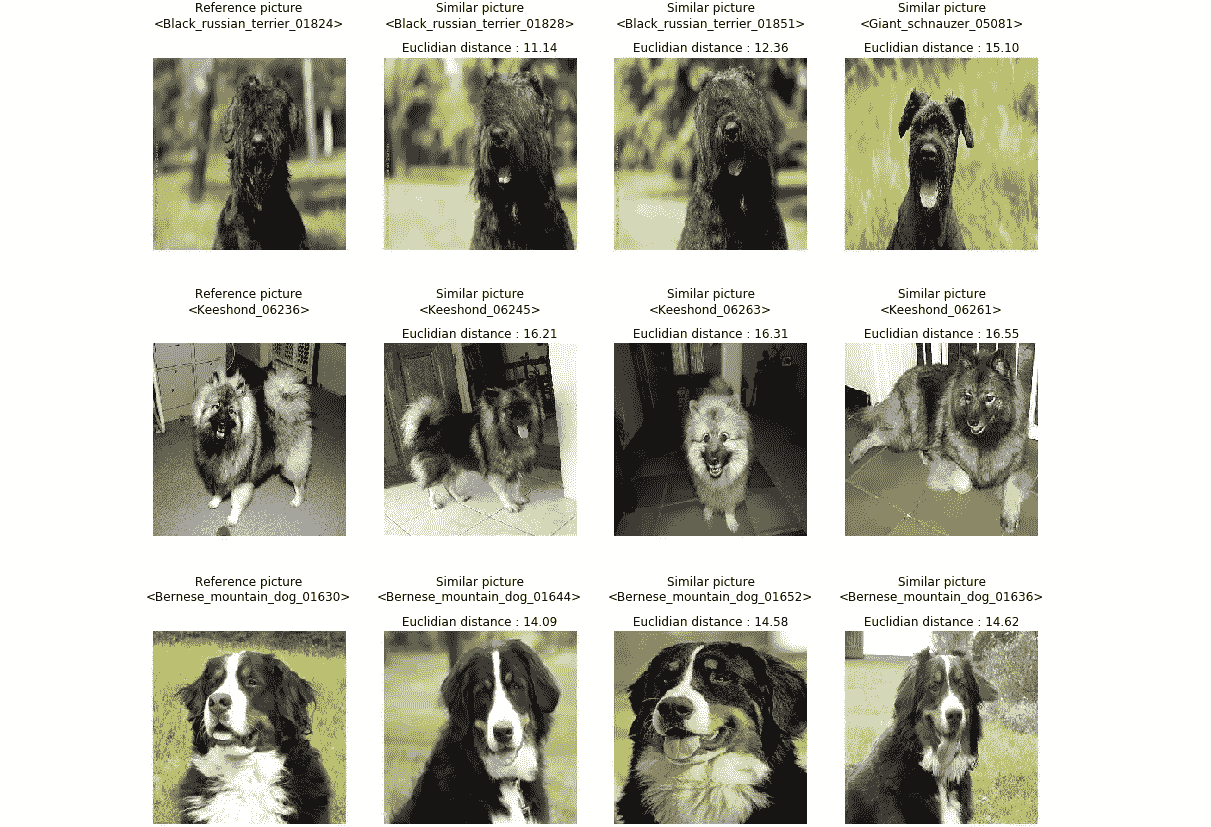 Reference picture
<Black_russian_terrier_01824>
Similar picture
<Black_russian_terrier_01828>
Euclidian distance : 11.14
Similar picture
<Black_russian_terrier_01851>
Euclidian distance : 12.36
Similar picture
<Giant_schnauzer_05081>
Euclidian distance : 15.10
Reference picture
<Keeshond_06236>
Similar picture
<Keeshond_06245>
Euclidian distance : 16.21
Similar picture
<Keeshond_06263>
Euclidian distance : 16.31
Similar picture
<Keeshond_06261>
Euclidian distance : 16.55
Reference picture
<Bernese_mountain_dog_01630>
Similar picture
<Bernese_mountain_dog_01644>
Euclidian distance : 14.09
Similar picture
<Bernese_mountain_dog_01652>
Euclidian distance : 14.58
Similar picture
<Bernese_mountain_dog_01636>
Euclidian distance : 14.62